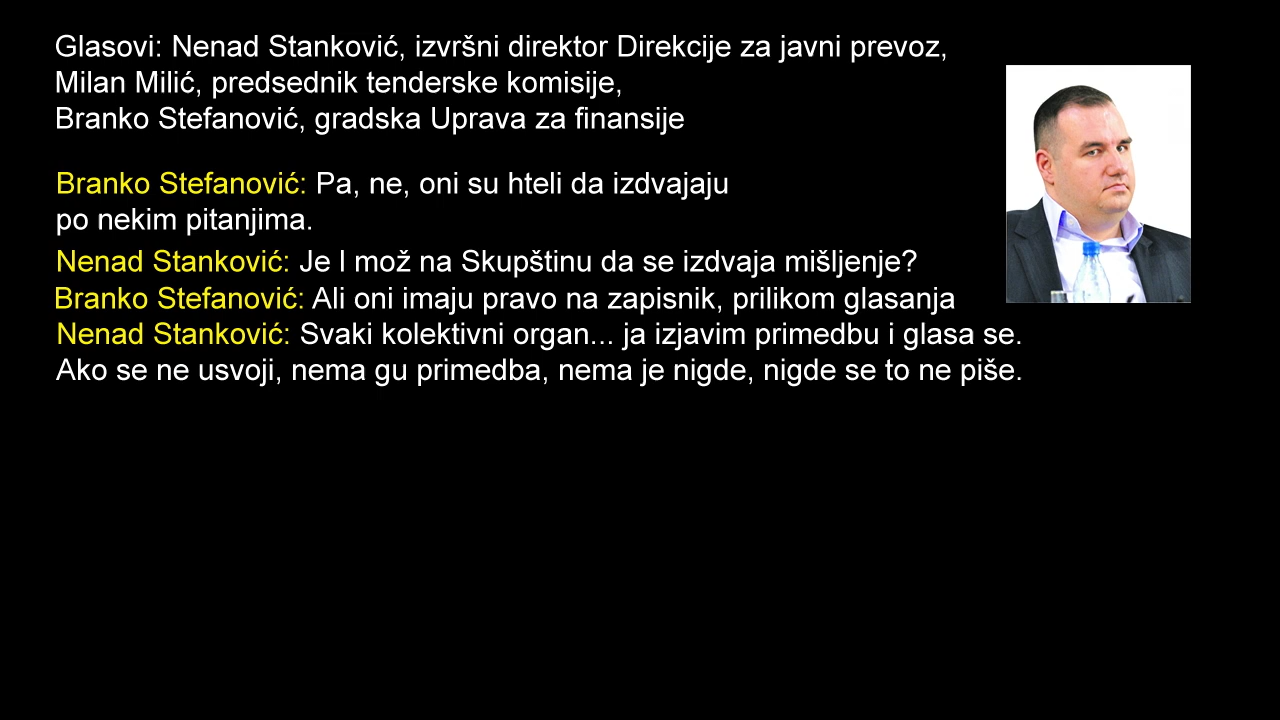 Glasovi: Nenad Stanković, izvršni direktor Direkcije za javni prevoz,
Milan Milić, predsednik tenderske komisije,
Branko Stefanović, gradska Uprava za finansije
Branko Stefanović: Pa, ne, oni su hteli da izdvajaju
po nekim pitanjima.
Nenad Stanković: Je l mož na Skupštinu da se izdvaja mišljenje?
Branko Stefanović: Ali oni imaju pravo na zapisnik, prilikom glasanja
Nenad Stanković: Svaki kolektivni organ... ja izjavim primedbu i glasa se.
Ako se ne usvoji, nema gu primedba, nema je nigde, nigde se to ne piše.